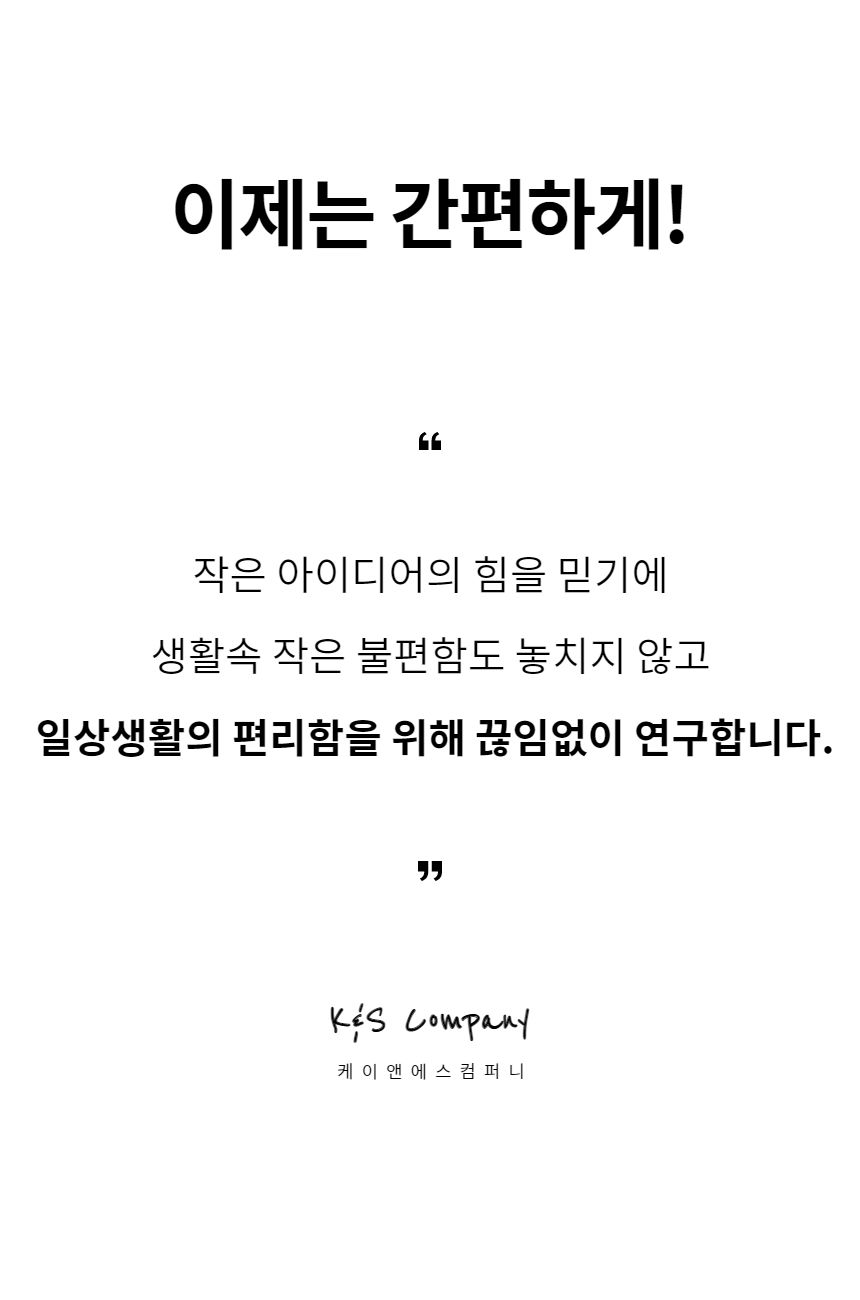 이제는 간편하게!
“
작은 아이디어의 힘을 믿기에
생활속 작은 불편함도 놓치지 않고
일상생활의 편리함을 위해 끊임없이 연구합니다.
”
K&S Company
케이앤에스컴퍼니